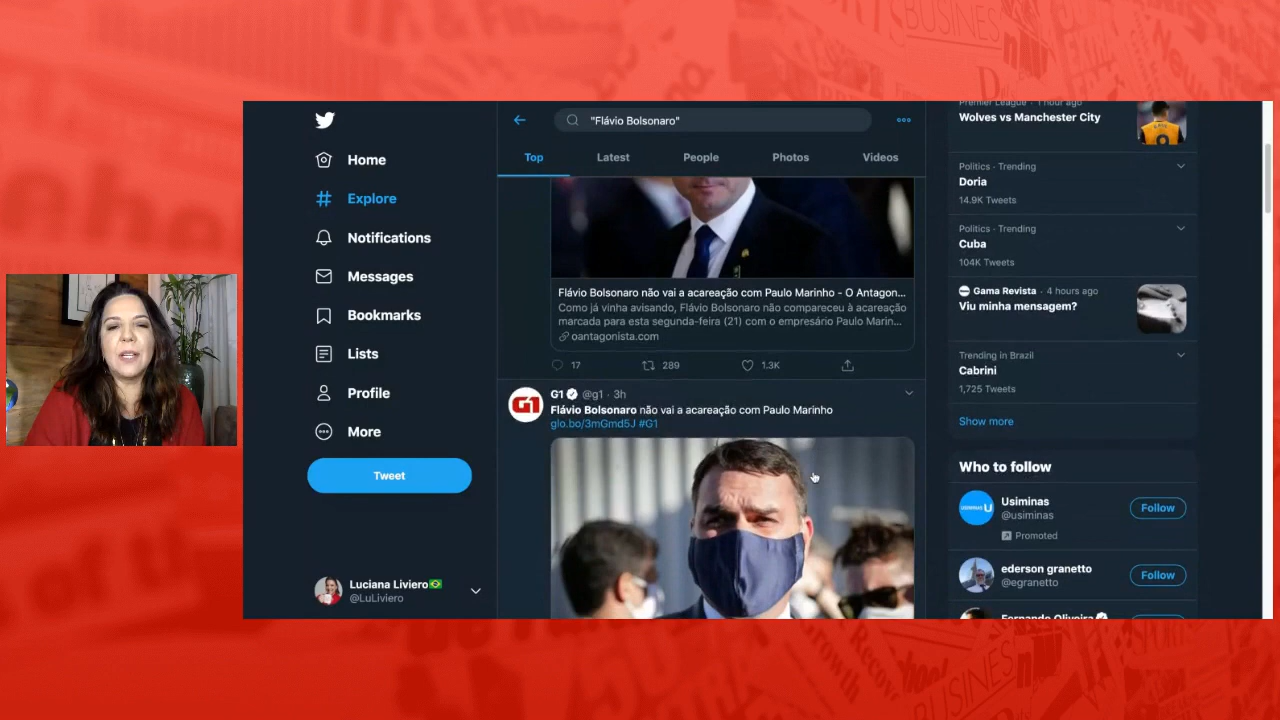 "Flávio Bolsonaro"
Home
Explore
Notifications
Messages
Bookmarks
Lists
Profile
More
Tweet
Luciana Liviero
@LuLiviero
Top
Latest
People
Photos
Videos
Flávio Bolsonaro não vai a acareação com Paulo Marinho - O Antagon...
Como já vinha avisando, Flávio Bolsonaro não compareceu à acareação
marcada para esta segunda-feira (21) com o empresário Paulo Marin...
oantagonista.com
17
289
1.3K
G1
G1 @g1 · 3h
Flávio Bolsonaro não vai a acareação com Paulo Marinho
glo.bo/3mGmd5J #G1
Premier League · 1 hour ago
Wolves vs Manchester City
Politics · Trending
Doria
14.9K Tweets
Politics · Trending
Cuba
104K Tweets
Gama Revista · 4 hours ago
Viu minha mensagem?
Trending in Brazil
Cabrini
1,725 Tweets
Show more
Who to follow
USIMINAS
Usiminas
@usiminas
Promoted
Follow
ederson granetto
@egranetto
Follow
Fernando Oliveira
BUSINES
BUSINES